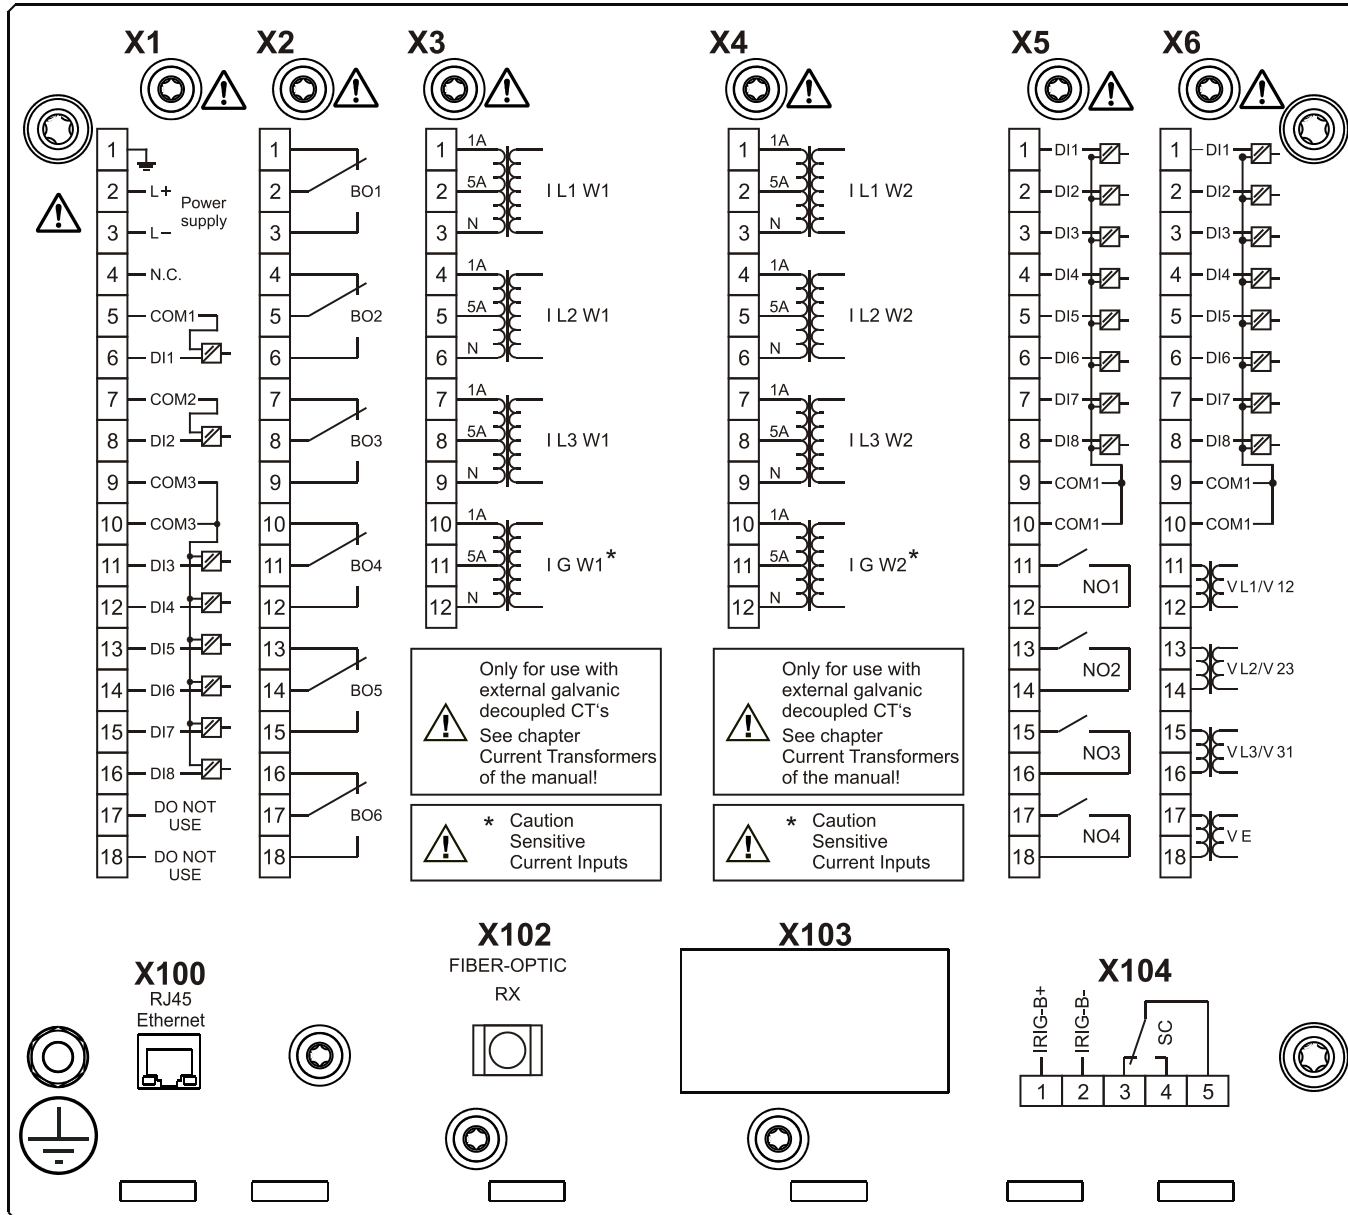 X1
X2
X3
X4
X5
X6
1
2 L+
Power
supply
3 L–
4 N.C.
5 COM1
6 DI1
7 COM2
8 DI2
9 COM3
10 COM3
11 DI3
12 DI4
13 DI5
14 DI6
15 DI7
16 DI8
17 DO NOT
USE
18 DO NOT
USE
1
2 BO1
3
4
5 BO2
6
7
8 BO3
9
10
11 BO4
12
13
14 BO5
15
16
17 BO6
18
1 1A
2 5A I L1 W1
3 N
4 1A
5 5A I L2 W1
6 N
7 1A
8 5A I L3 W1
9 N
10 1A
11 5A I G W1*
12 N
Only for use with
external galvanic
decoupled CT‘s
See chapter
Current Transformers
of the manual!
* Caution
Sensitive
Current Inputs
1 1A
2 5A I L1 W2
3 N
4 1A
5 5A I L2 W2
6 N
7 1A
8 5A I L3 W2
9 N
10 1A
11 5A I G W2*
12 N
Only for use with
external galvanic
decoupled CT‘s
See chapter
Current Transformers
of the manual!
* Caution
Sensitive
Current Inputs
1 DI1
2 DI2
3 DI3
4 DI4
5 DI5
6 DI6
7 DI7
8 DI8
9 COM1
10 COM1
11
NO1
12
13
NO2
14
15
NO3
16
17
NO4
18
1 DI1
2 DI2
3 DI3
4 DI4
5 DI5
6 DI6
7 DI7
8 DI8
9 COM1
10 COM1
11
V L1/V 12
12
13
V L2/V 23
14
15
V L3/V 31
16
17
V E
18
X100
RJ45
Ethernet
X102
FIBER-OPTIC
RX
X103
X104
IRIG-B+
IRIG-B-
SC
1 2 3 4 5